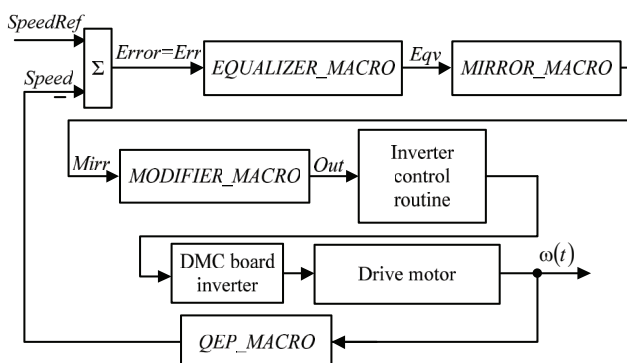 SpeedRef
Speed
–
Σ
Error=Err
EQUALIZER_MACRO
Eqv
MIRROR_MACRO
Mirr
MODIFIER_MACRO
Out
Inverter
control
routine
DMC board
inverter
Drive motor
ω(t)
QEP_MACRO